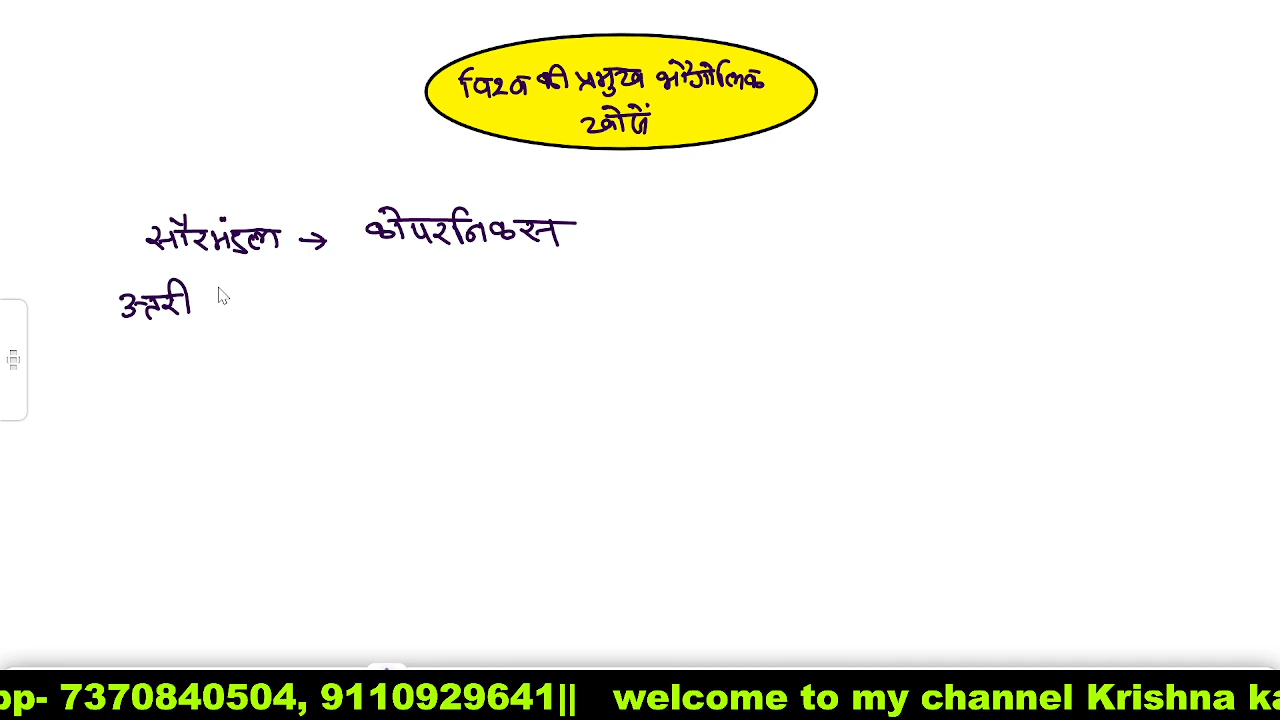 विश्व की प्रमुख भौगोलिक
खोजें
सौरमंडल → कोपरनिकस
उत्तरी
pp- 7370840504, 9110929641|| welcome to my channel Krishna ka